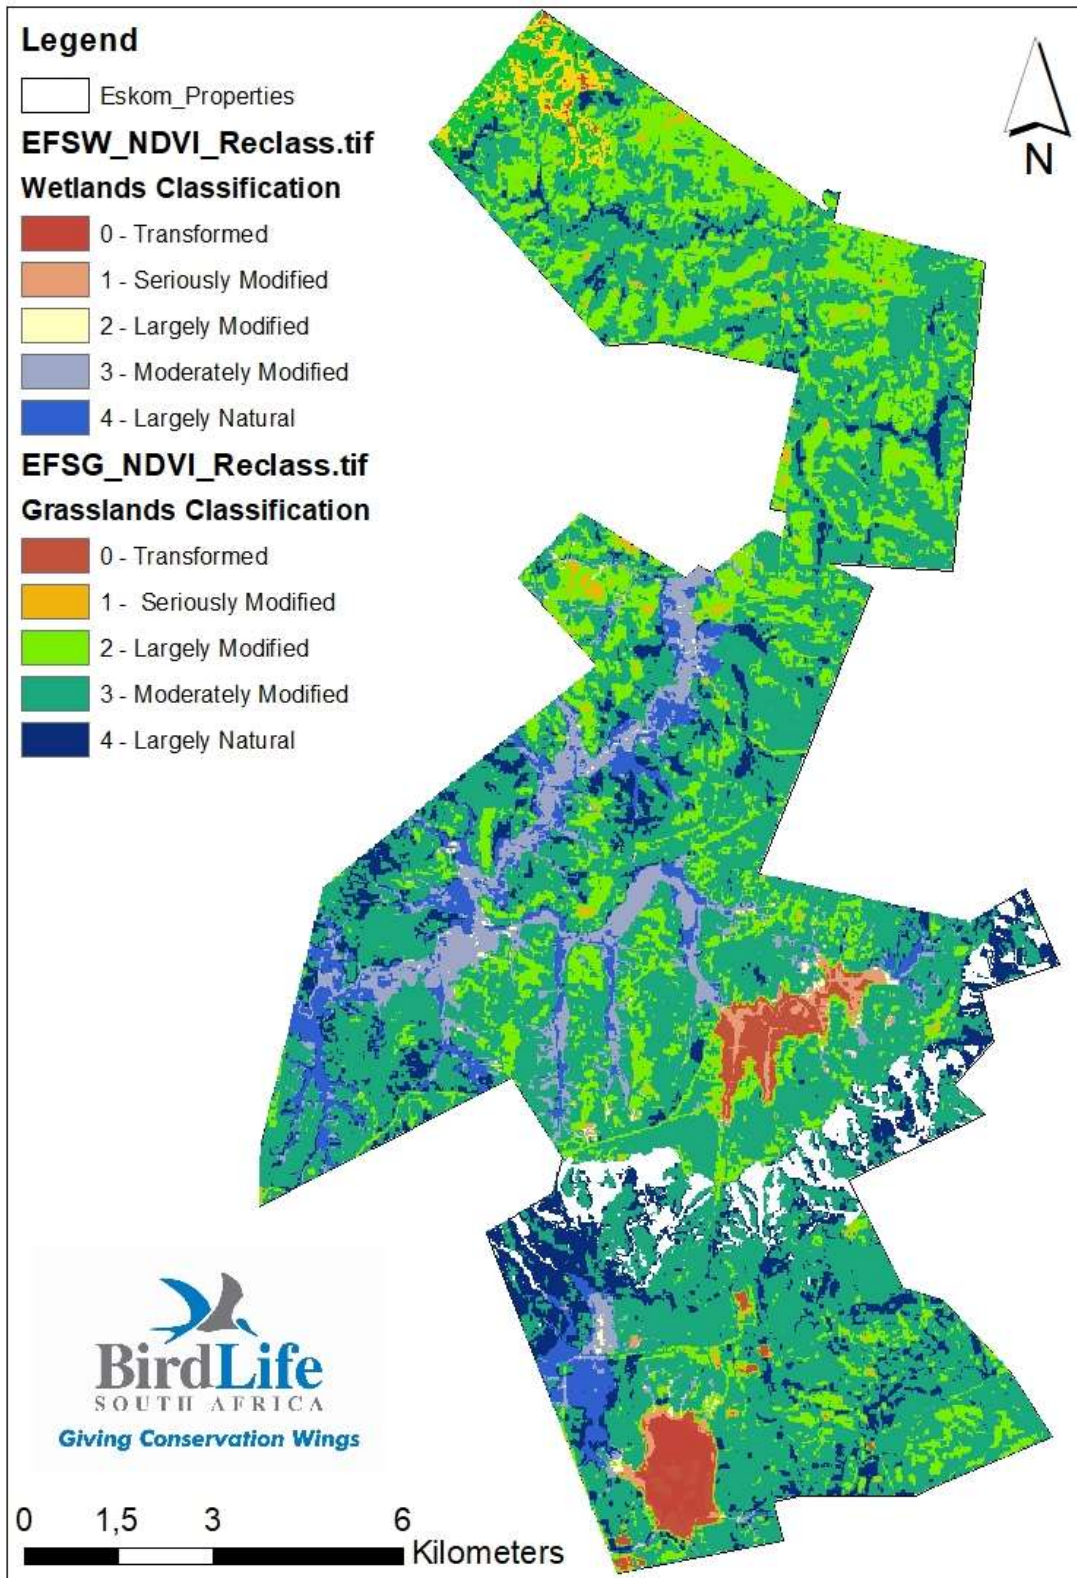 Legend
Eskom_Properties
EFSW_NDVI_Reclass.tif
Wetlands Classification
0 - Transformed
1 - Seriously Modified
2 - Largely Modified
3 - Moderately Modified
4 - Largely Natural
EFSG_NDVI_Reclass.tif
Grasslands Classification
0 - Transformed
1 -  Seriously Modified
2 - Largely Modified
3 - Moderately Modified
4 - Largely Natural
N
BirdLife
SOUTH AFRICA
Giving Conservation Wings
0 1,5 3 6
Kilometers